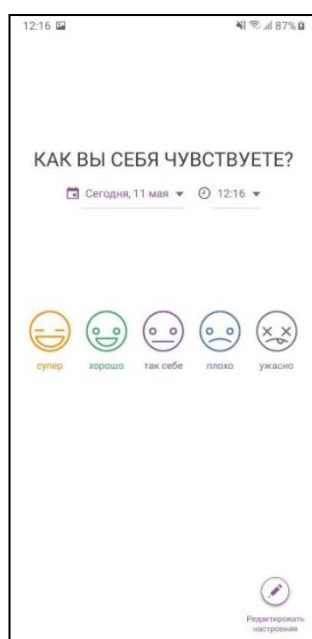 12:16 87%
КАК ВЫ СЕБЯ ЧУВСТВУЕТЕ?
Сегодня, 11 мая 12:16
супер хорошо так себе плохо ужасно
Редактировать
настроения